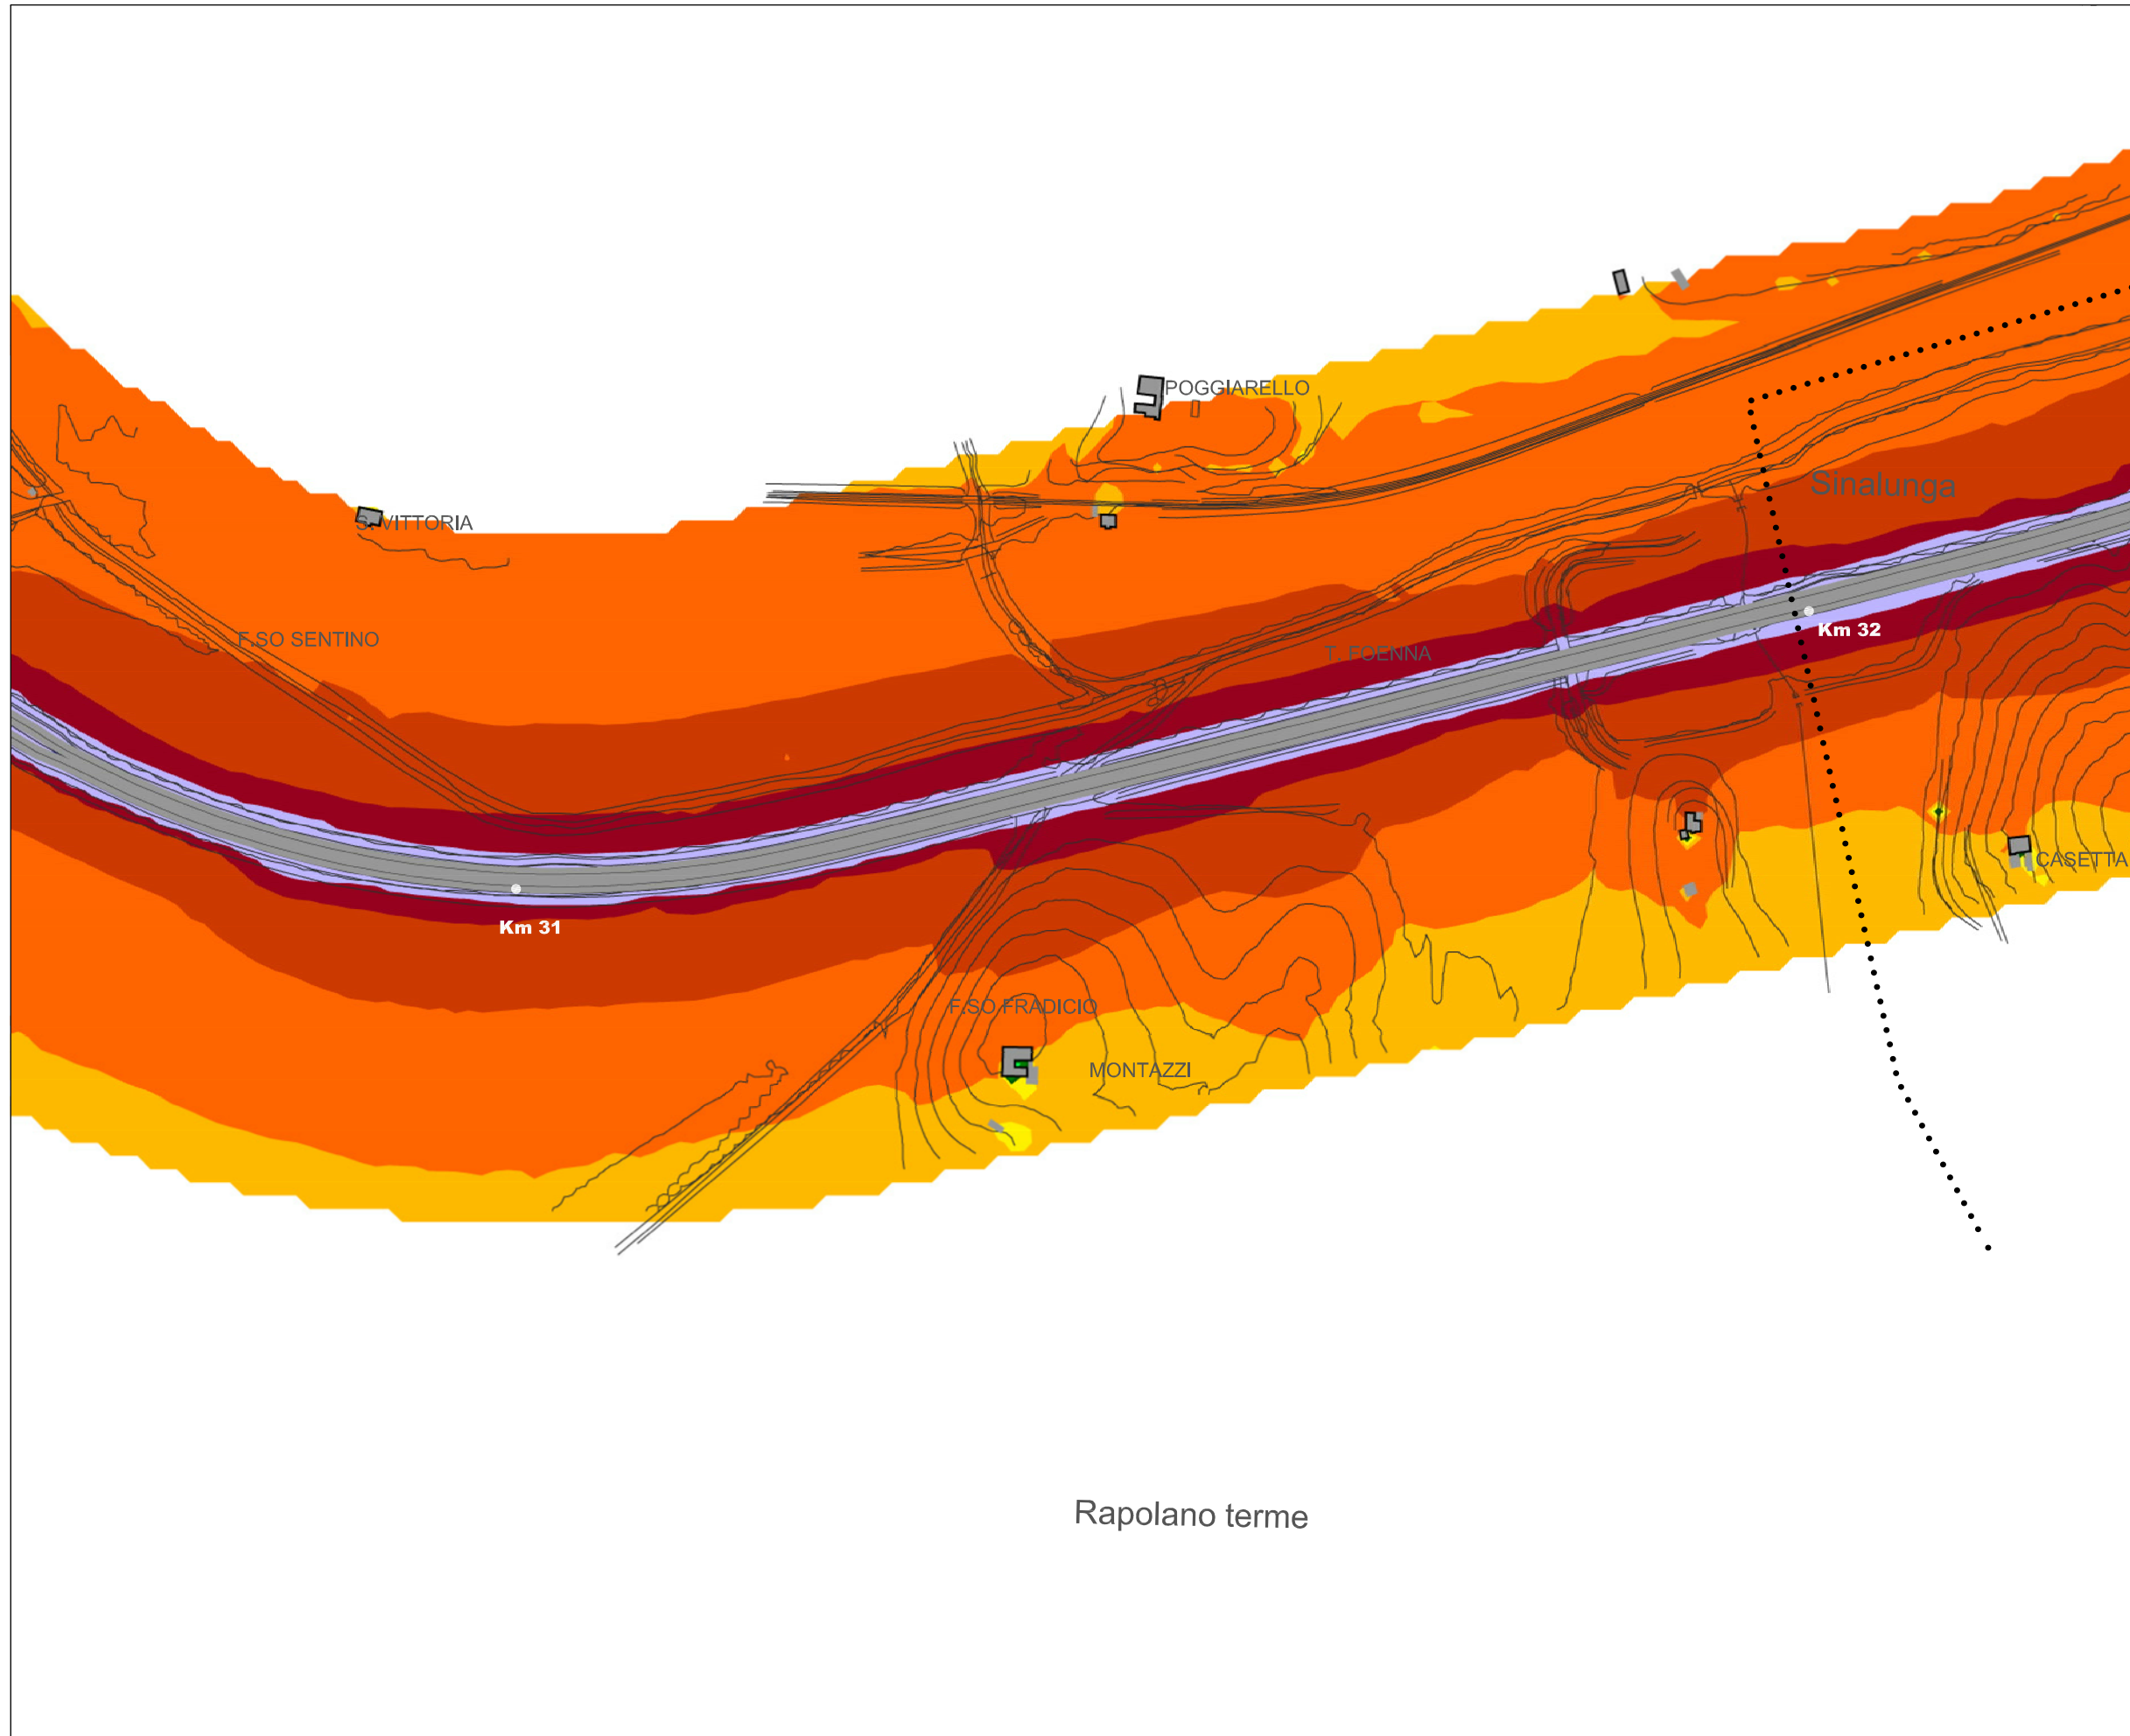 POGGIARELLO
Sinalunga
S. VITTORIA
F.SO SENTINO
T. FOENNA
Km 32
CASETTA
Km 31
F.SO FRADICIO
MONTAZZI
Rapolano terme